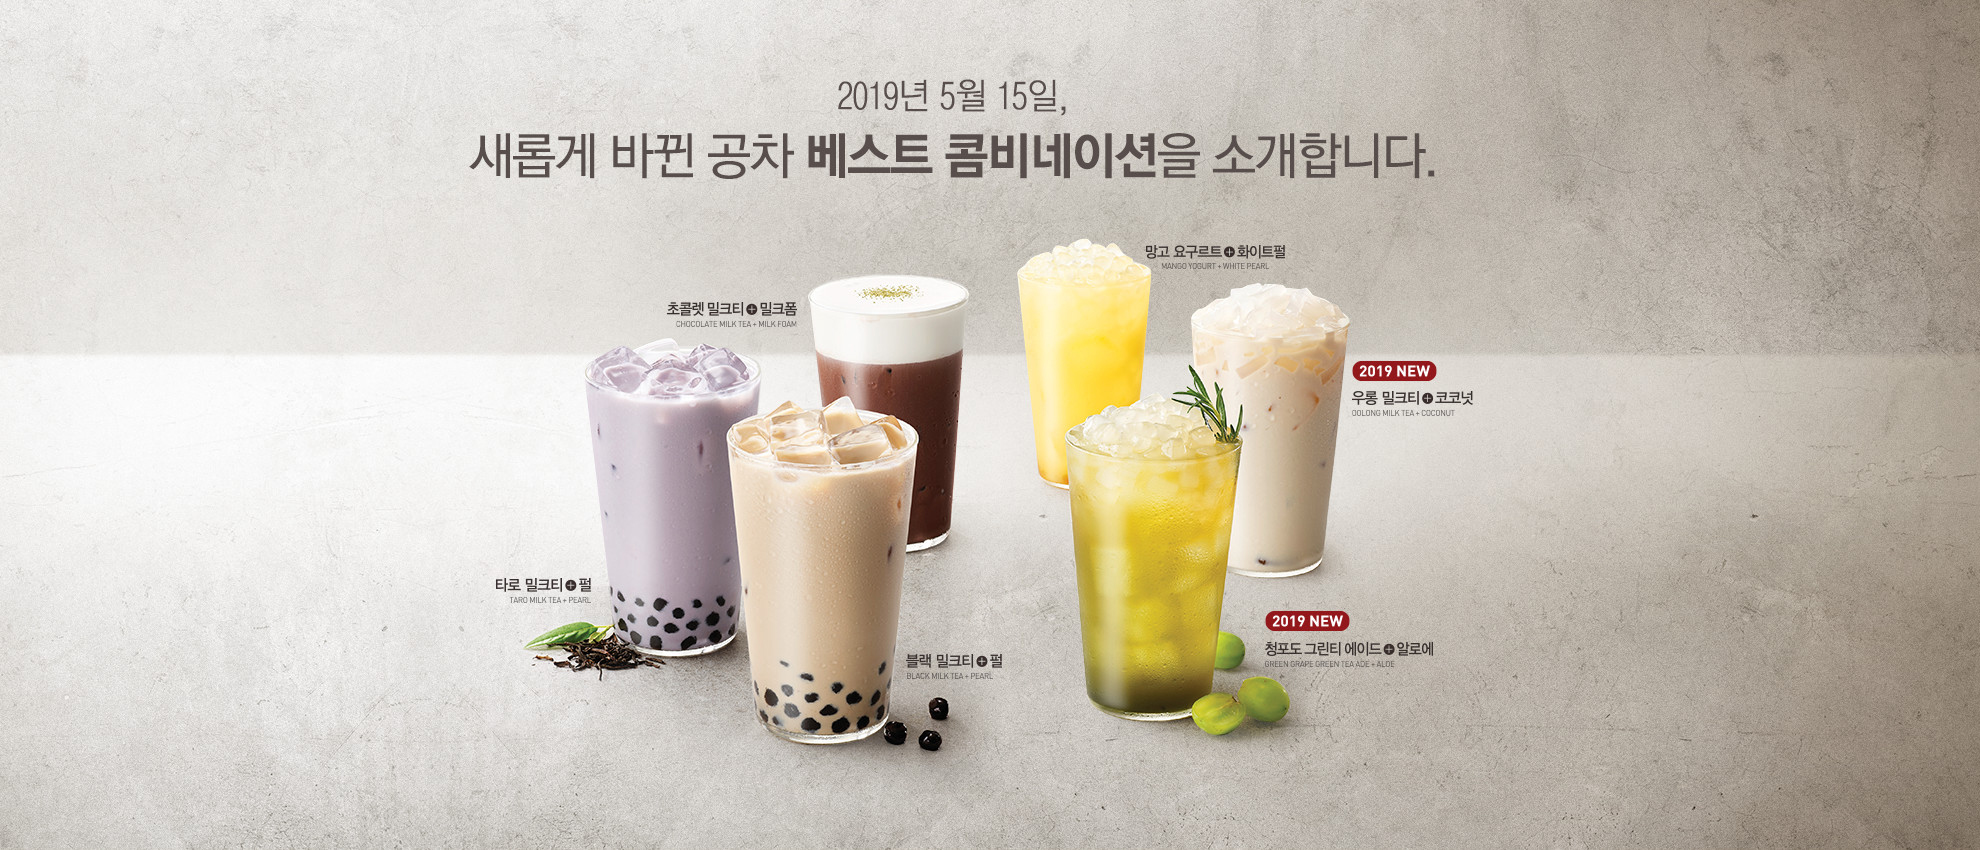 2019년 5월 15일,
새롭게 바뀐 공차 베스트 콤비네이션을 소개합니다.
망고 요구르트+화이트펄
MANGO YOGURT + WHITE PEARL
초콜렛 밀크티+밀크폼
CHOCOLATE MILK TEA + MILK FOAM
2019 NEW
우롱 밀크티+코코넛
OOLONG MILK TEA + COCONUT
타로 밀크티+펄
TARO MILK TEA + PEARL
블랙 밀크티+펄
BLACK MILK TEA + PEARL
2019 NEW
청포도 그린티 에이드+알로에
GREEN GRAPE GREEN TEA ADE + ALOE